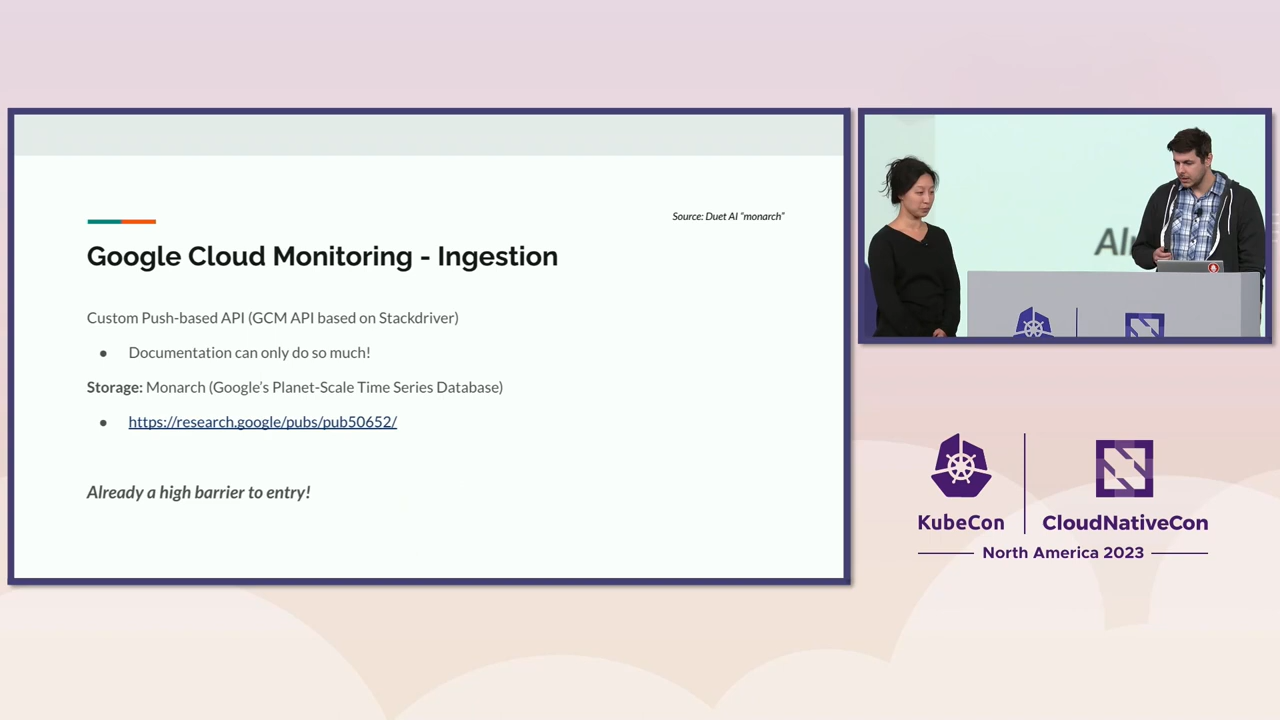 Source: Duet AI "monarch"
Google Cloud Monitoring - Ingestion
Custom Push-based API (GCM API based on Stackdriver)
● Documentation can only do so much!
Storage: Monarch (Google's Planet-Scale Time Series Database)
● https://research.google/pubs/pub50652/
Already a high barrier to entry!
Al
KubeCon
CloudNativeCon
North America 2023